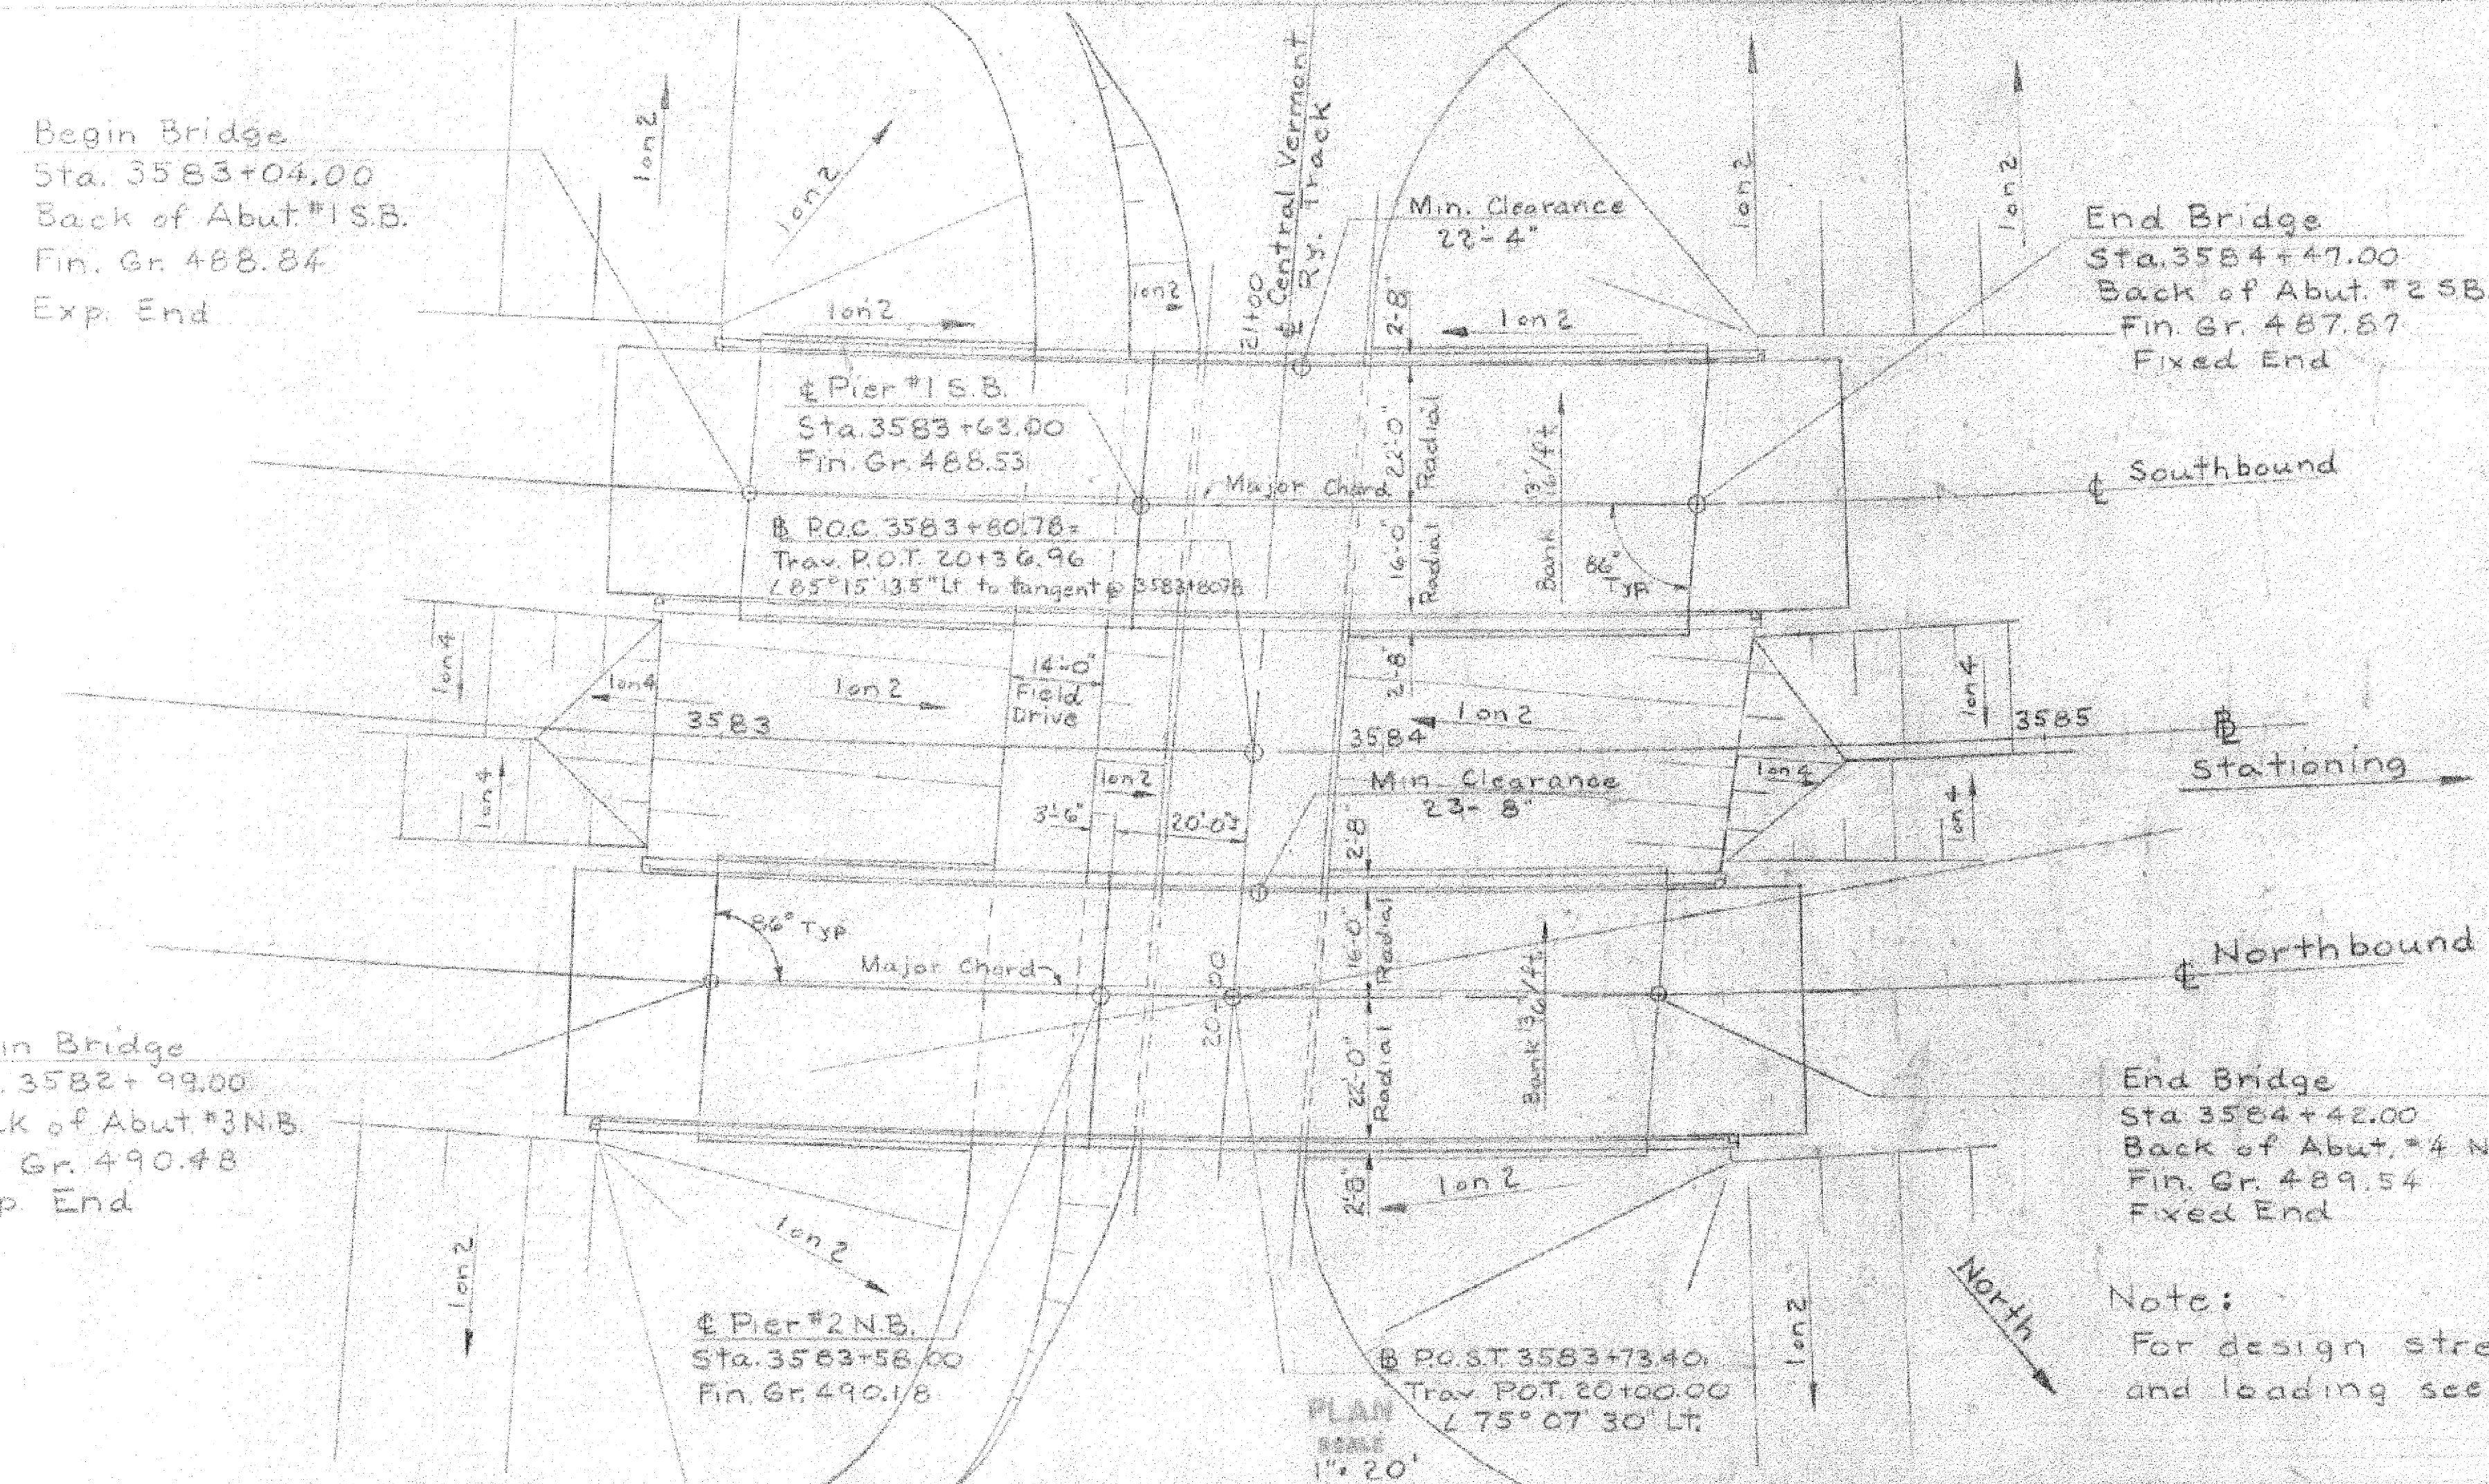 Begin Bridge
Sta. 3583+04.00
Back of Abut. #1 S.B.
Fin. Gr. 488.84
Exp. End
1 on 2
1 on 2
1 on 2
1 on 2
21+00
℄ Central Vermont
Ry. Track
Min. Clearance
22'-4"
2'-8"
1 on 2
1 on 2
1 on 2
End Bridge
Sta. 3584+47.00
Back of Abut. #2 SB
Fin. Gr. 487.87
Fixed End
℄ Pier #1 S.B.
Sta. 3583+63.00
Fin. Gr. 488.53
Major Chord
22'-0"
Radial
16'-0"
Radial
Bank 3/16"/ft
86°
Typ.
℄ Southbound
B P.O.C. 3583+80.78=
Trav. P.O.T. 20+36.96
∠ 85° 15' 13.5" Lt. to tangent @ 3583+80.78
1 on 4
1 on 4
1 on 2
14'-0"
Field
Drive
2'-8"
1 on 2
1 on 4
3583
3584
3585
BL
Stationing
1 on 4
1 on 2
3'-6"
20'-0"±
Min. Clearance
23'-8"
2'-8"
1 on 4
1 on 4
86° Typ.
Major Chord
20+00
16'-0"
Radial
22'-0"
Radial
Bank 3/16"/ft.
℄ Northbound
in Bridge
. 3582+99.00
ck of Abut. #3 N.B.
Gr. 490.48
p. End
End Bridge
Sta 3584+42.00
Back of Abut. #4 N
Fin. Gr. 489.54
Fixed End
2'-8"
1 on 2
1 on 2
1 on 2
1 on 2
℄ Pier #2 N.B.
Sta. 3583+58.00
Fin. Gr. 490.18
B P.O.S.T. 3583+73.40=
Trav. P.O.T. 20+00.00
∠ 75° 07' 30" Lt.
PLAN
SCALE
1"= 20'
North
Note:
For design stre
and loading see